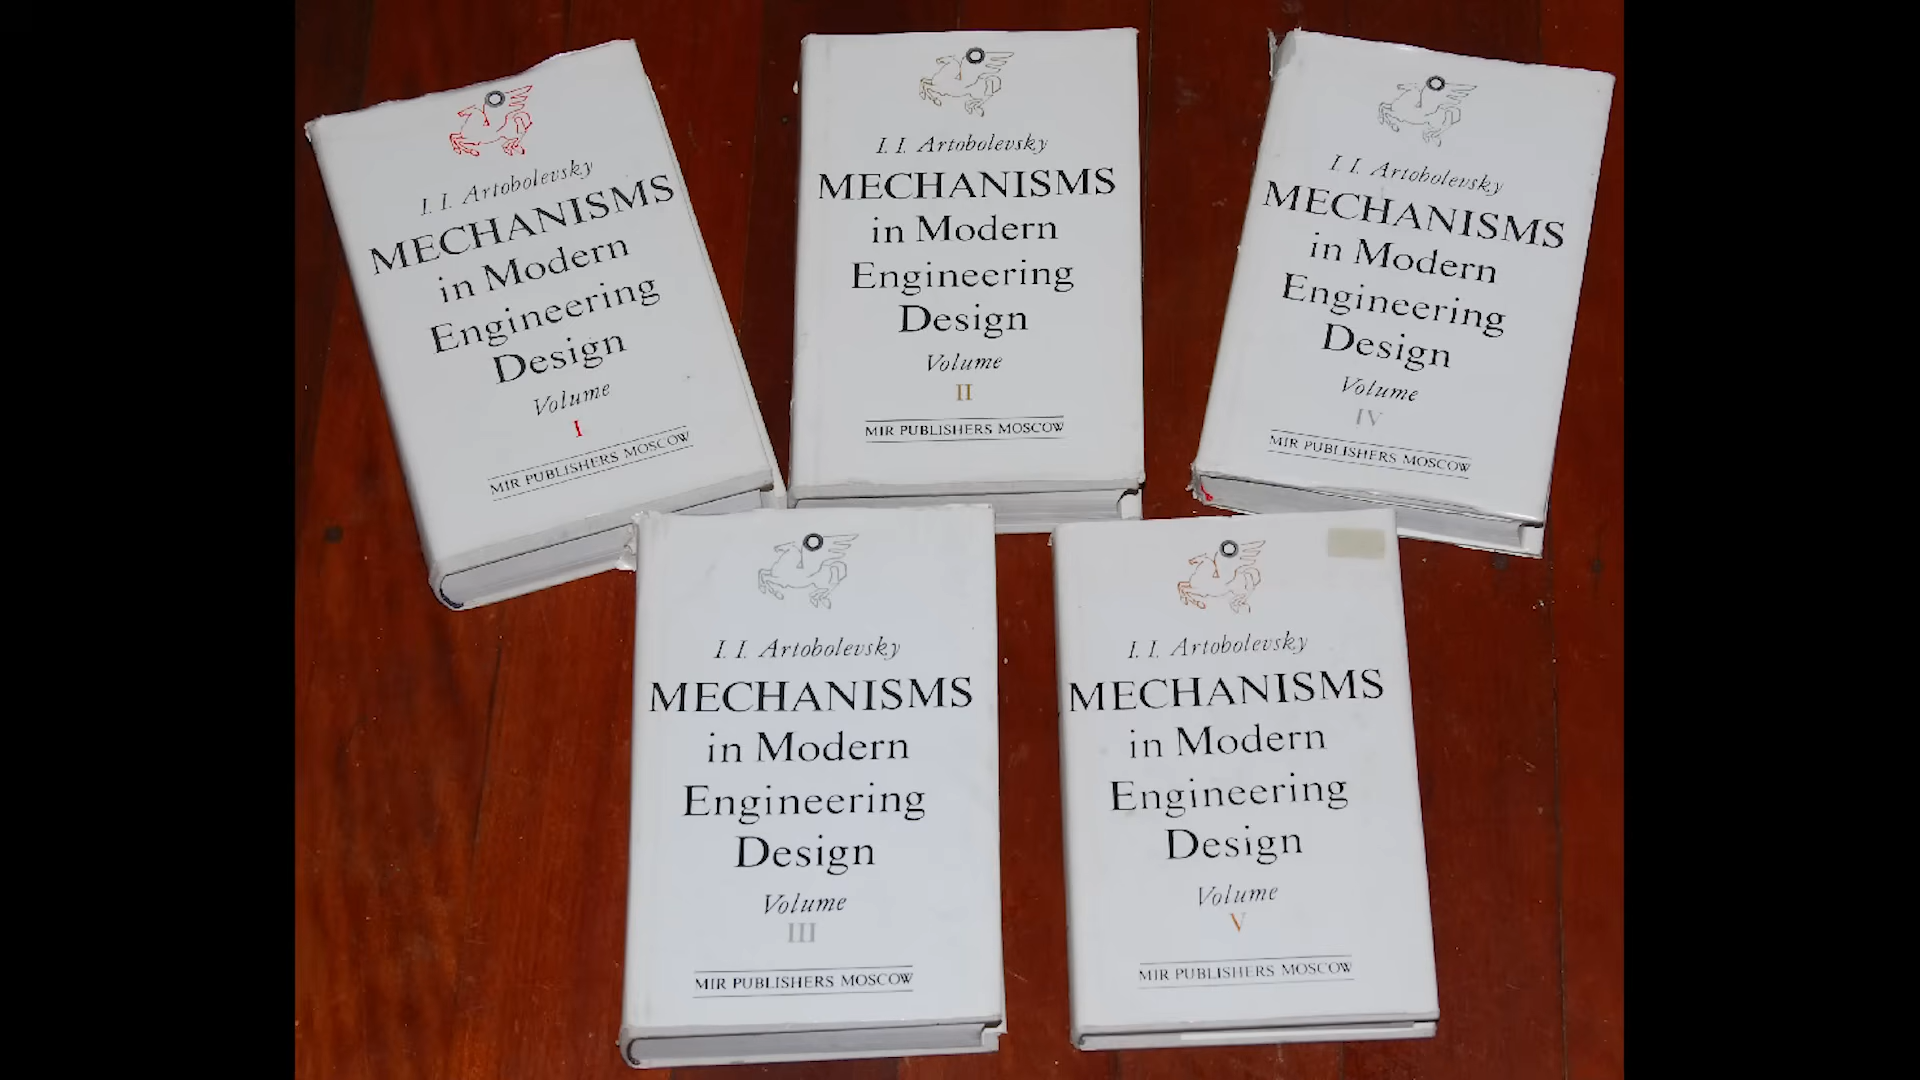 I. I. Artobolevsky
MECHANISMS
in Modern
Engineering
Design
Volume
I
MIR PUBLISHERS MOSCOW
I. I. Artobolevsky
MECHANISMS
in Modern
Engineering
Design
Volume
II
MIR PUBLISHERS MOSCOW
I. I. Artobolevsky
MECHANISMS
in Modern
Engineering
Design
Volume
IV
MIR PUBLISHERS MOSCOW
I. I. Artobolevsky
MECHANISMS
in Modern
Engineering
Design
Volume
III
MIR PUBLISHERS MOSCOW
I. I. Artobolevsky
MECHANISMS
in Modern
Engineering
Design
Volume
V
MIR PUBLISHERS MOSCOW